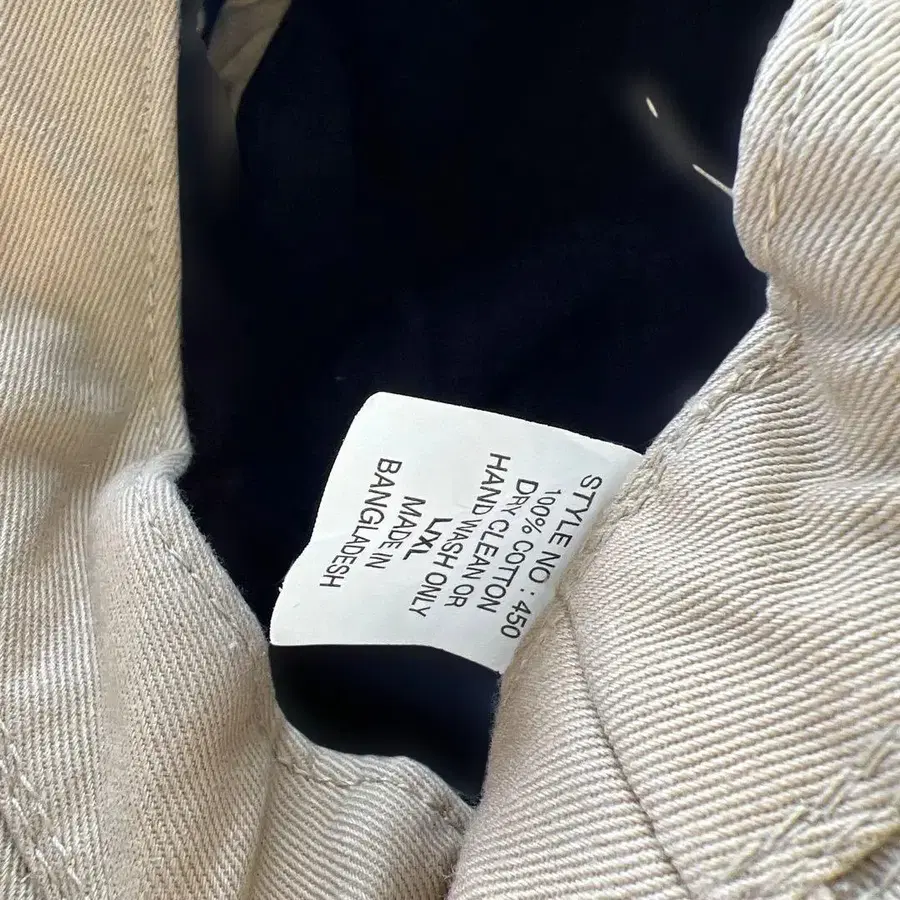 STYLE NO : 450
100% COTTON
DRY CLEAN OR
HAND WASH ONLY
L/XL
MADE IN
BANGLADESH